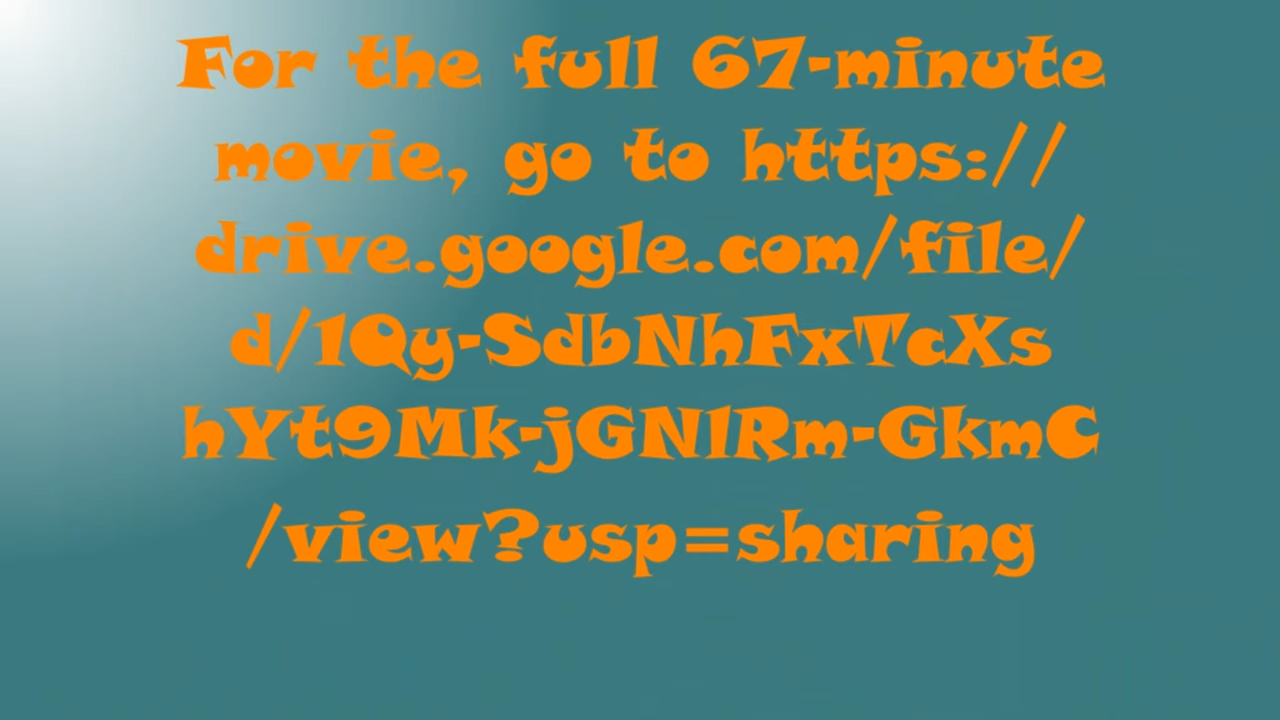 For the full 67-minute
movie, go to https://
drive.google.com/file/
d/1Qy-SdbNhFxTcXs
hYt9Mk-jGNlRm-GkmC
/view?usp=sharing